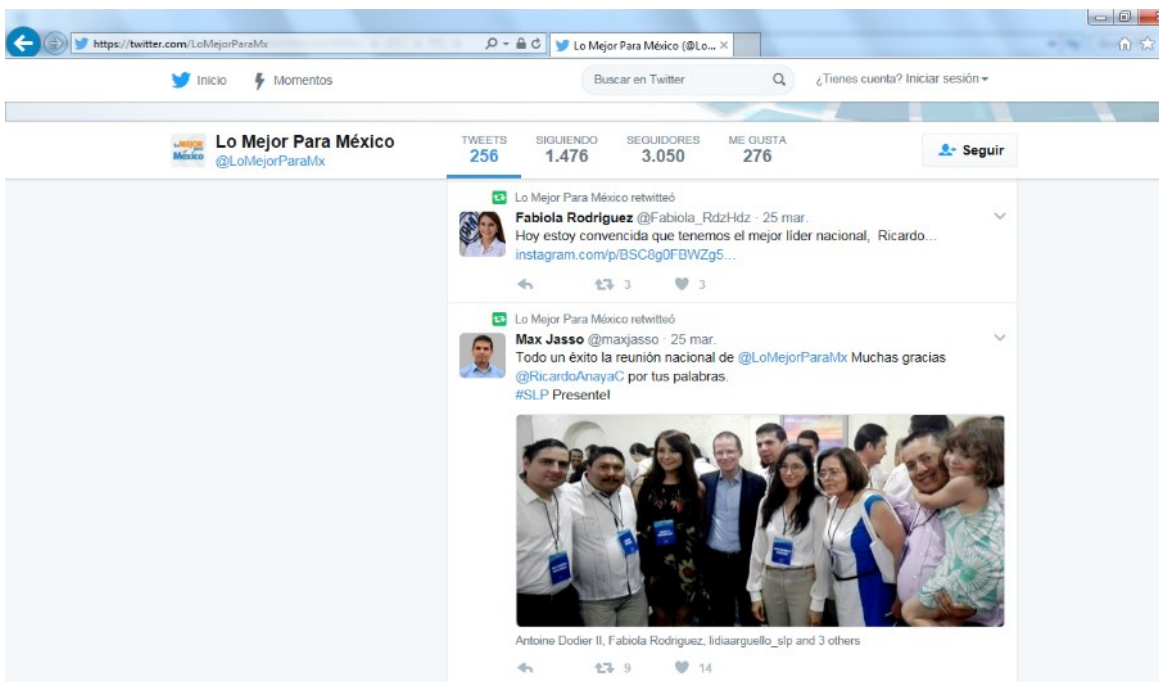 https://twitter.com/LoMejorParaMx
Lo Mejor Para México (@Lo...
Inicio
Momentos
Buscar en Twitter
¿Tienes cuenta? Iniciar sesión
Lo Mejor Para México
@LoMejorParaMx
TWEETS
256
SIGUIENDO
1.476
SEGUIDORES
3.050
ME GUSTA
276
Seguir
Lo Mejor Para México retwitteó
Fabiola Rodriguez @Fabiola_RdzHdz · 25 mar.
Hoy estoy convencida que tenemos el mejor líder nacional, Ricardo...
instagram.com/p/BSC8g0FBWZg5...
3
3
Lo Mejor Para México retwitteó
Max Jasso @maxjasso · 25 mar.
Todo un éxito la reunión nacional de @LoMejorParaMx Muchas gracias
@RicardoAnayaC por tus palabras.
#SLP Presente!
Antoine Dodier II, Fabiola Rodriguez, lidiaarguello_slp and 3 others
9
14